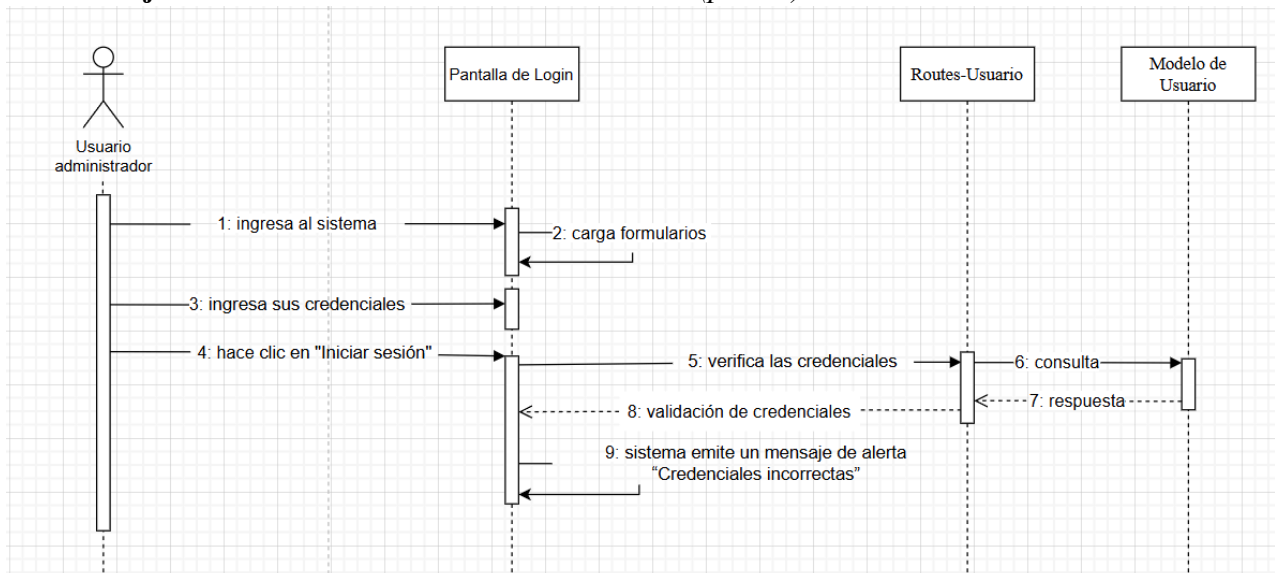 Pantalla de Login
Routes-Usuario
Modelo de
Usuario
Usuario
administrador
1: ingresa al sistema
2: carga formularios
3: ingresa sus credenciales
4: hace clic en "Iniciar sesión"
5: verifica las credenciales
6: consulta
7: respuesta
8: validación de credenciales
9: sistema emite un mensaje de alerta
“Credenciales incorrectas”